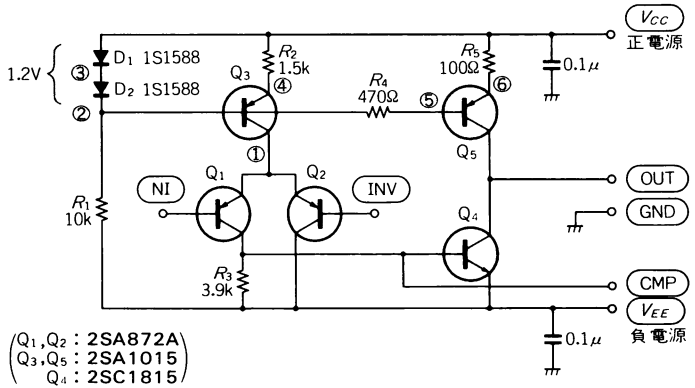 VCC
正電源
R2
1.5k
R5
100Ω
0.1μ
1.2V
D1 1S1588
③
D2 1S1588
②
Q3
④
R4
470Ω
⑤
⑥
Q5
①
NI
Q1
Q2
INV
OUT
GND
R1
10k
Q4
R3
3.9k
CMP
VEE
負電源
0.1μ
Q1, Q2 : 2SA872A
Q3, Q5 : 2SA1015
Q4 : 2SC1815